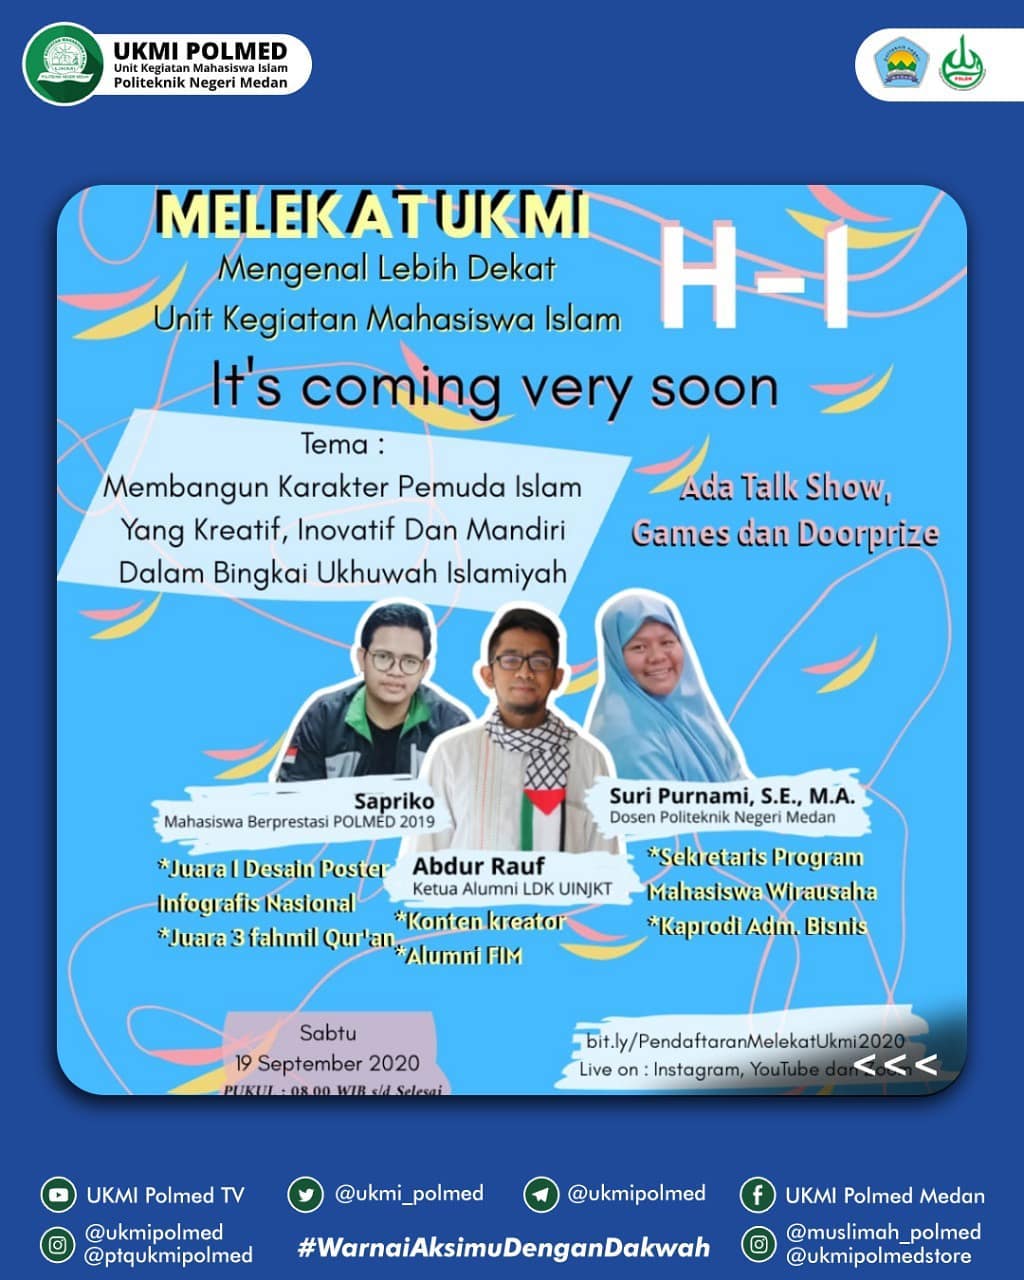 UKMI POLMED
Unit Kegiatan Mahasiswa Islam
Politeknik Negeri Medan
MELEKAT UKMI
Mengenal Lebih Dekat
Unit Kegiatan Mahasiswa Islam
H-1
It's coming very soon
Tema :
Membangun Karakter Pemuda Islam
Yang Kreatif, Inovatif Dan Mandiri
Dalam Bingkai Ukhuwah Islamiyah
Ada Talk Show,
Games dan Doorprize
Sapriko
Mahasiswa Berprestasi POLMED 2019
*Juara 1 Desain Poster
Infografis Nasional
*Juara 3 fahmil Qur'an
Abdur Rauf
Ketua Alumni LDK UINJKT
*Konten kreator
*Alumni FIM
Suri Purnami, S.E., M.A.
Dosen Politeknik Negeri Medan
*Sekretaris Program
Mahasiswa Wirausaha
*Kaprodi Adm. Bisnis
Sabtu
19 September 2020
PUKUL : 08.00 WIB s/d Selesai
bit.ly/PendaftaranMelekatUkmi2020
Live on : Instagram, YouTube dan Zoom
<<<
UKMI Polmed TV
@ukmi_polmed
@ukmipolmed
UKMI Polmed Medan
@ukmipolmed
@ptqukmipolmed
#WarnaiAksimuDenganDakwah
@muslimah_polmed
@ukmipolmedstore